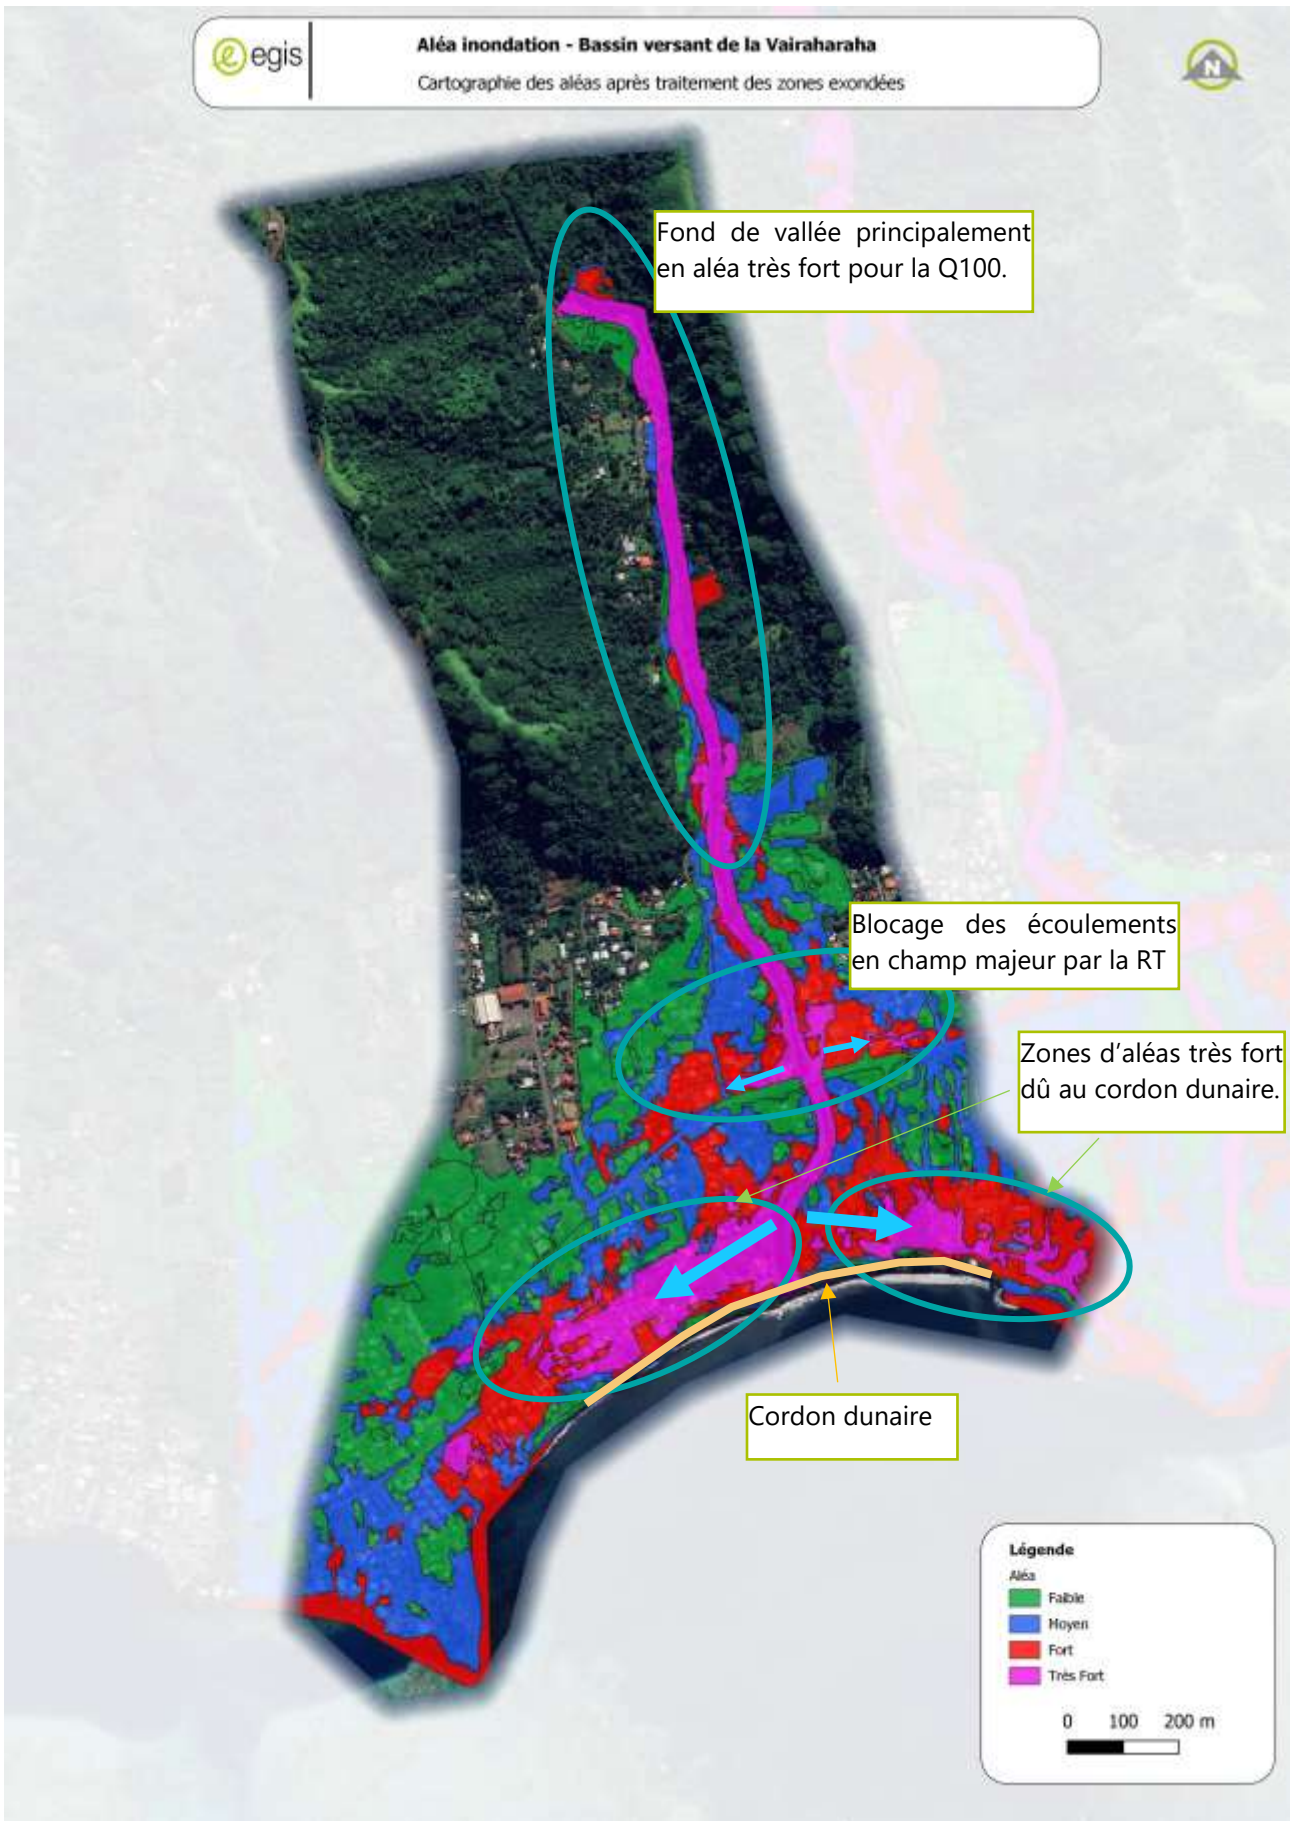 egis
Aléa inondation - Bassin versant de la Vairaharaha
Cartographie des aléas après traitement des zones exondées
N
Fond de vallée principalement
en aléa très fort pour la Q100.
Blocage des écoulements
en champ majeur par la RT
Zones d’aléas très fort
dû au cordon dunaire.
Cordon dunaire
Légende
Aléa
Faible
Moyen
Fort
Très Fort
0 100 200 m